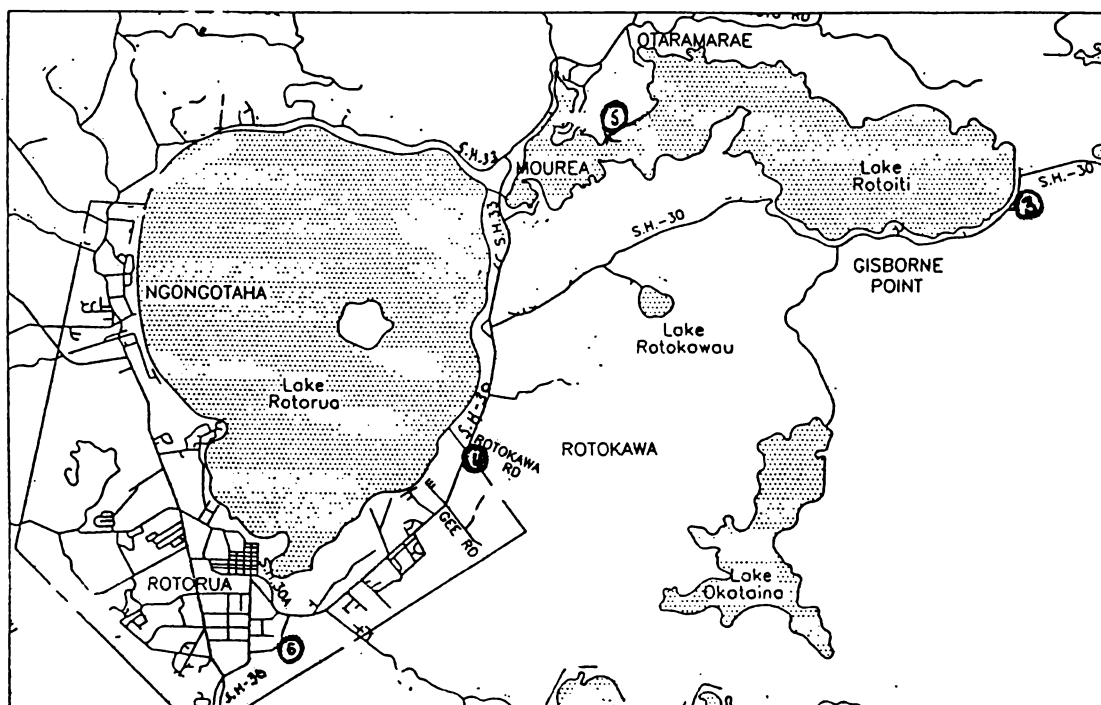 OTARAMARAE
5
S.H.33
MOUREA
Lake
Rotoiti
S.H.-30
3
S.H.33
S.H.-30
GISBORNE
POINT
NGONGOTAHA
Lake
Rotokawau
Lake
Rotorua
S.H-30
ROTOKAWA
RD
ROTOKAWA
GEE RD
ROTORUA
30A
Lake
Okataina
6
S.H-30